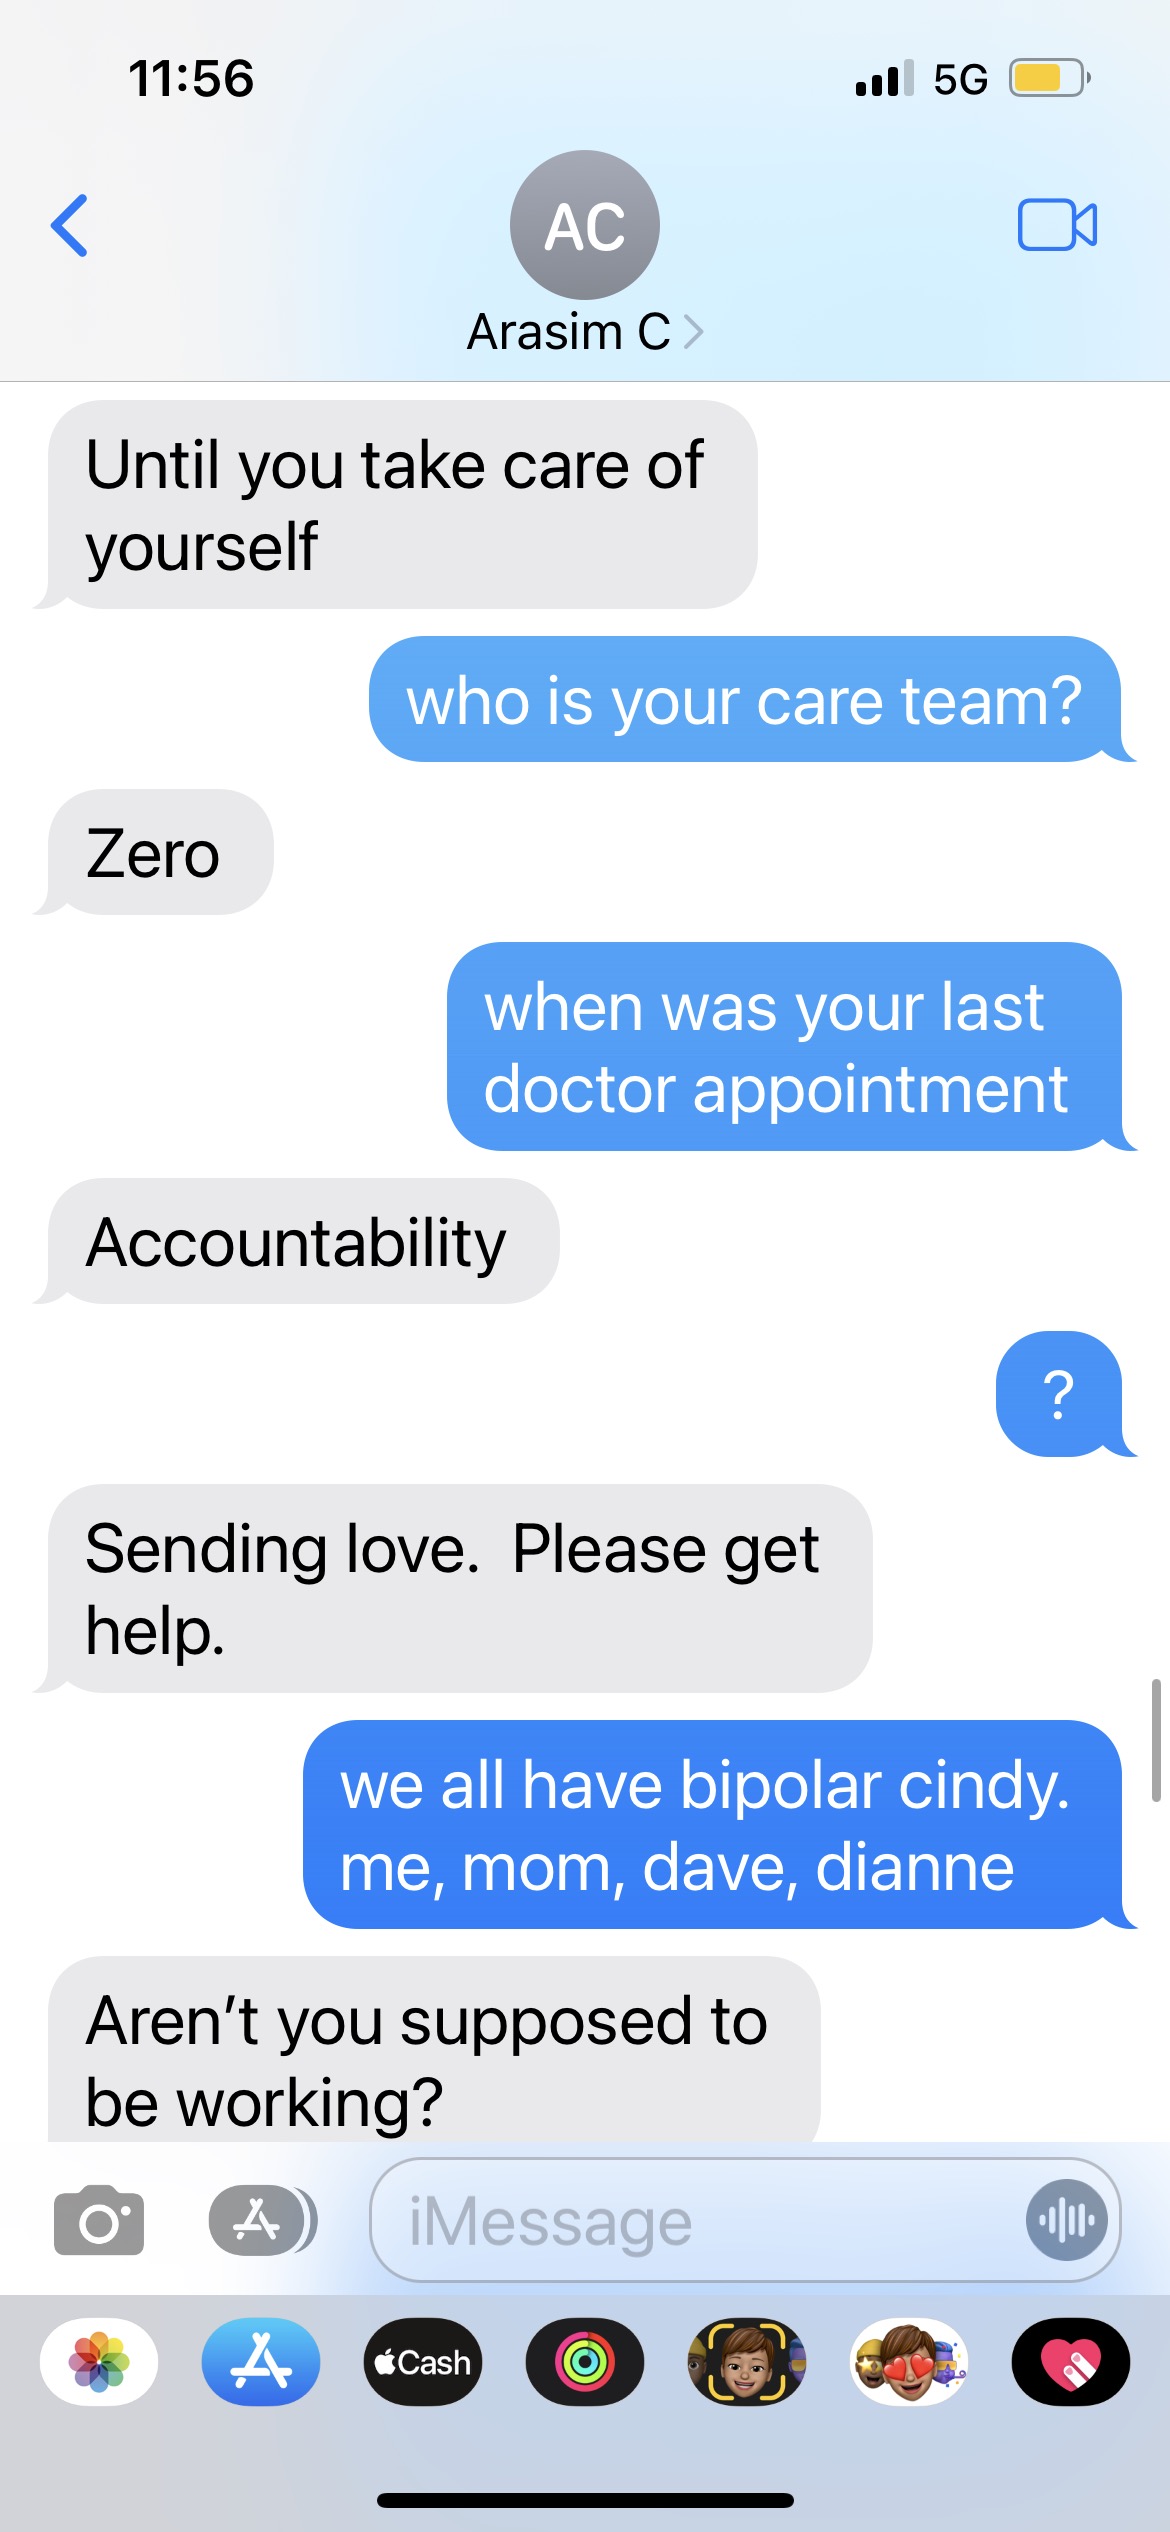 11:56
5G
AC
Arasim C
Until you take care of
yourself
who is your care team?
Zero
when was your last
doctor appointment
Accountability
?
Sending love.  Please get
help.
we all have bipolar cindy.
me, mom, dave, dianne
Aren’t you supposed to
be working?
iMessage
Cash